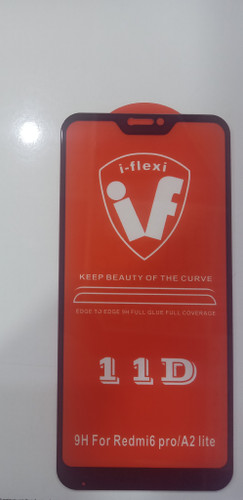 i-flexi
if
KEEP BEAUTY OF THE CURVE
EDGE TO EDGE 9H FULL GLUE FULL COVERAGE
11D
9H For Redmi6 pro/A2 lite